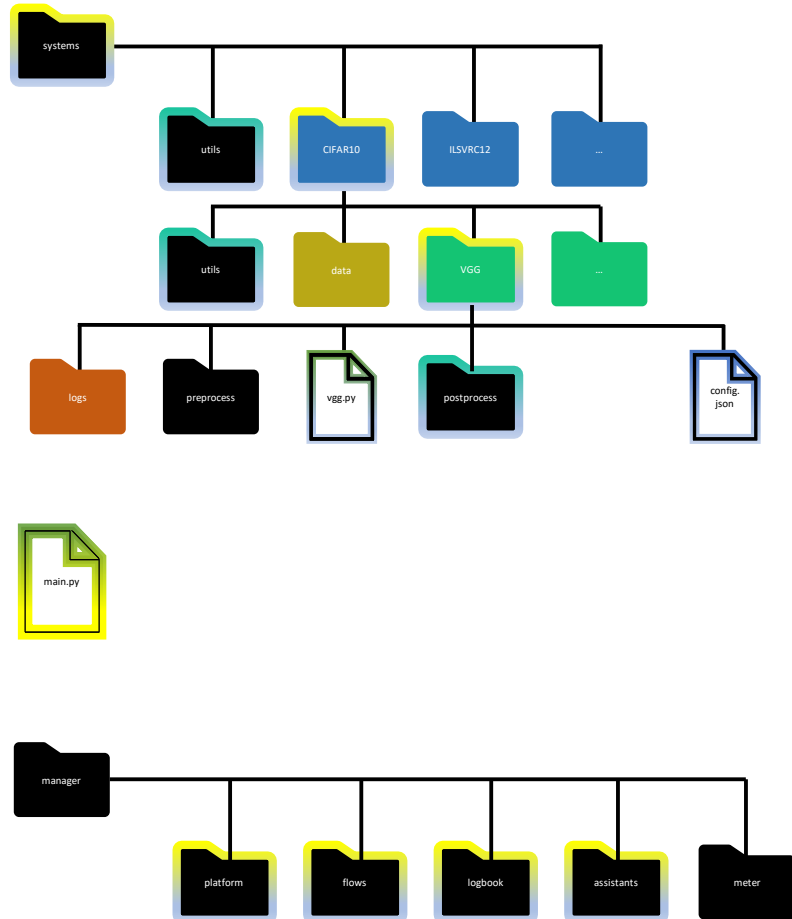 systems
utils
CIFAR10
ILSVRC12
...
utils
data
VGG
...
logs
preprocess
vgg.py
postprocess
config.
json
main.py
manager
platform
flows
logbook
assistants
meter